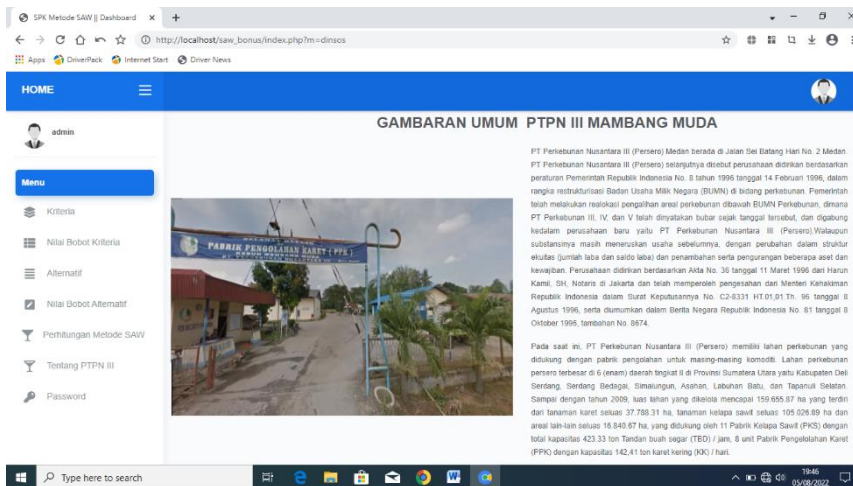 SPK Metode SAW || Dashboard
http://localhost/saw_bonus/index.php?m=dinsos
Apps
DriverPack
Internet Start
Driver News
HOME
admin
Menu
Kriteria
Nilai Bobot Kriteria
Alternatif
Nilai Bobot Alternatif
Perhitungan Metode SAW
Tentang PTPN III
Password
GAMBARAN UMUM PTPN III MAMBANG MUDA
PABRIK PENGOLAHAN KARET ( PPK )
PT Perkebunan Nusantara III (Persero) Medan berada di Jalan Sei Batang Hari No. 2 Medan.
PT Perkebunan Nusantara III (Persero) selanjutnya disebut perusahaan didirikan berdasarkan
peraturan Pemerintah Republik Indonesia No. 8 tahun 1996 tanggal 14 Februari 1996, dalam
rangka restrukturisasi Badan Usaha Milik Negara (BUMN) di bidang perkebunan. Pemerintah
telah melakukan realokasi pengalihan areal perkebunan dibawah BUMN Perkebunan, dimana
PT Perkebunan III, IV, dan V telah dinyatakan bubar sejak tanggal tersebut, dan digabung
kedalam perusahaan baru yaitu PT Perkebunan Nusantara III (Persero).Walaupun
substansinya masih meneruskan usaha sebelumnya, dengan perubahan dalam struktur
ekuitas (jumlah laba dan saldo laba) dan penambahan serta pengurangan beberapa aset dan
kewajiban. Perusahaan didirikan berdasarkan Akta No. 36 tanggal 11 Maret 1996 dari Harun
Kamil, SH, Notaris di Jakarta dan telah memperoleh pengesahan dari Menteri Kehakiman
Republik Indonesia dalam Surat Keputusannya No. C2-8331 HT.01,01.Th. 96 tanggal 8
Agustus 1996, serta diumumkan dalam Berita Negara Republik Indonesia No. 81 tanggal 8
Oktober 1996, tambahan No. 8674.
Pada saat ini, PT Perkebunan Nusantara III (Persero) memiliki lahan perkebunan yang
didukung dengan pabrik pengolahan untuk masing-masing komoditi. Lahan perkebunan
persero terbesar di 6 (enam) daerah tingkat II di Provinsi Sumatera Utara yaitu Kabupaten Deli
Serdang, Serdang Bedagai, Simalungun, Asahan, Labuhan Batu, dan Tapanuli Selatan.
Sampai dengan tahun 2009, luas lahan yang dikelola mencapai 159.655.87 ha yang terdiri
dari tanaman karet seluas 37.788.31 ha, tanaman kelapa sawit seluas 105.026.89 ha dan
areal lain-lain seluas 16.840.67 ha, yang didukung oleh 11 Pabrik Kelapa Sawit (PKS) dengan
total kapasitas 423.33 ton Tandan buah segar (TBD) / jam, 8 unit Pabrik Pengelolahan Karet
(PPK) dengan kapasitas 142,41 ton karet kering (KK) / hari.
Type here to search
19:46
05/08/2022